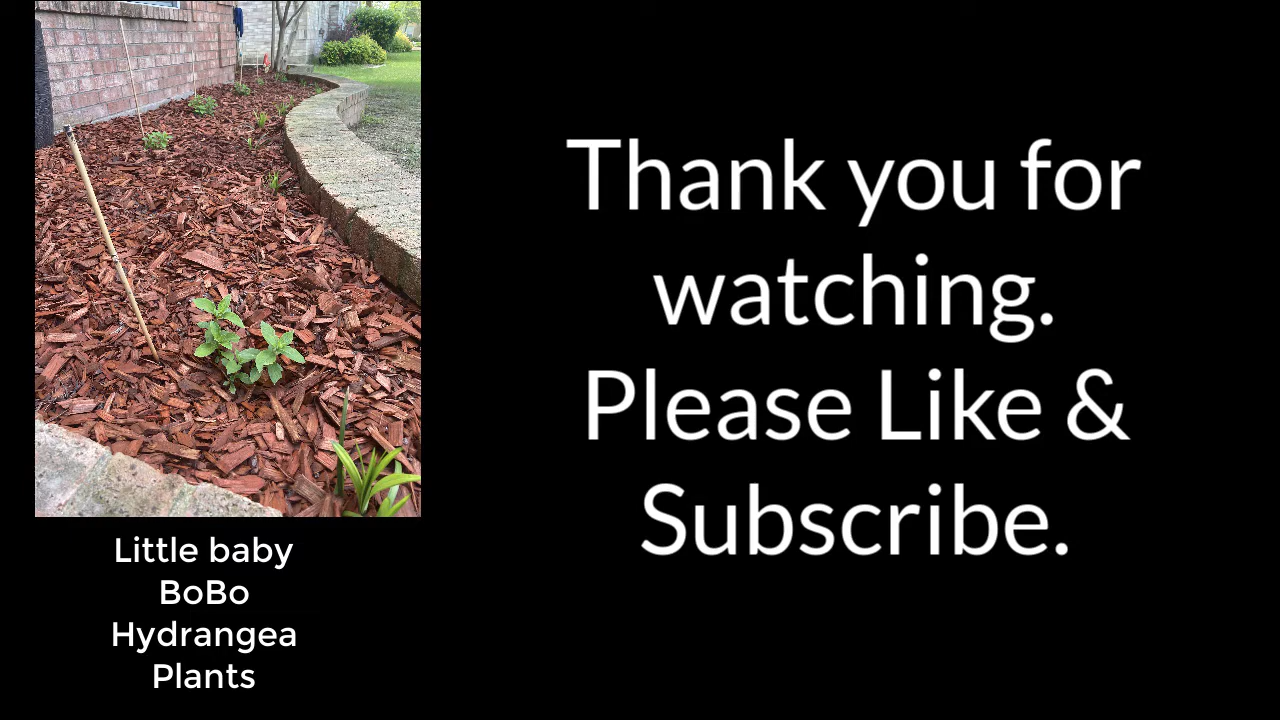 Thank you for
watching.
Please Like &
Subscribe.
Little baby
BoBo
Hydrangea
Plants